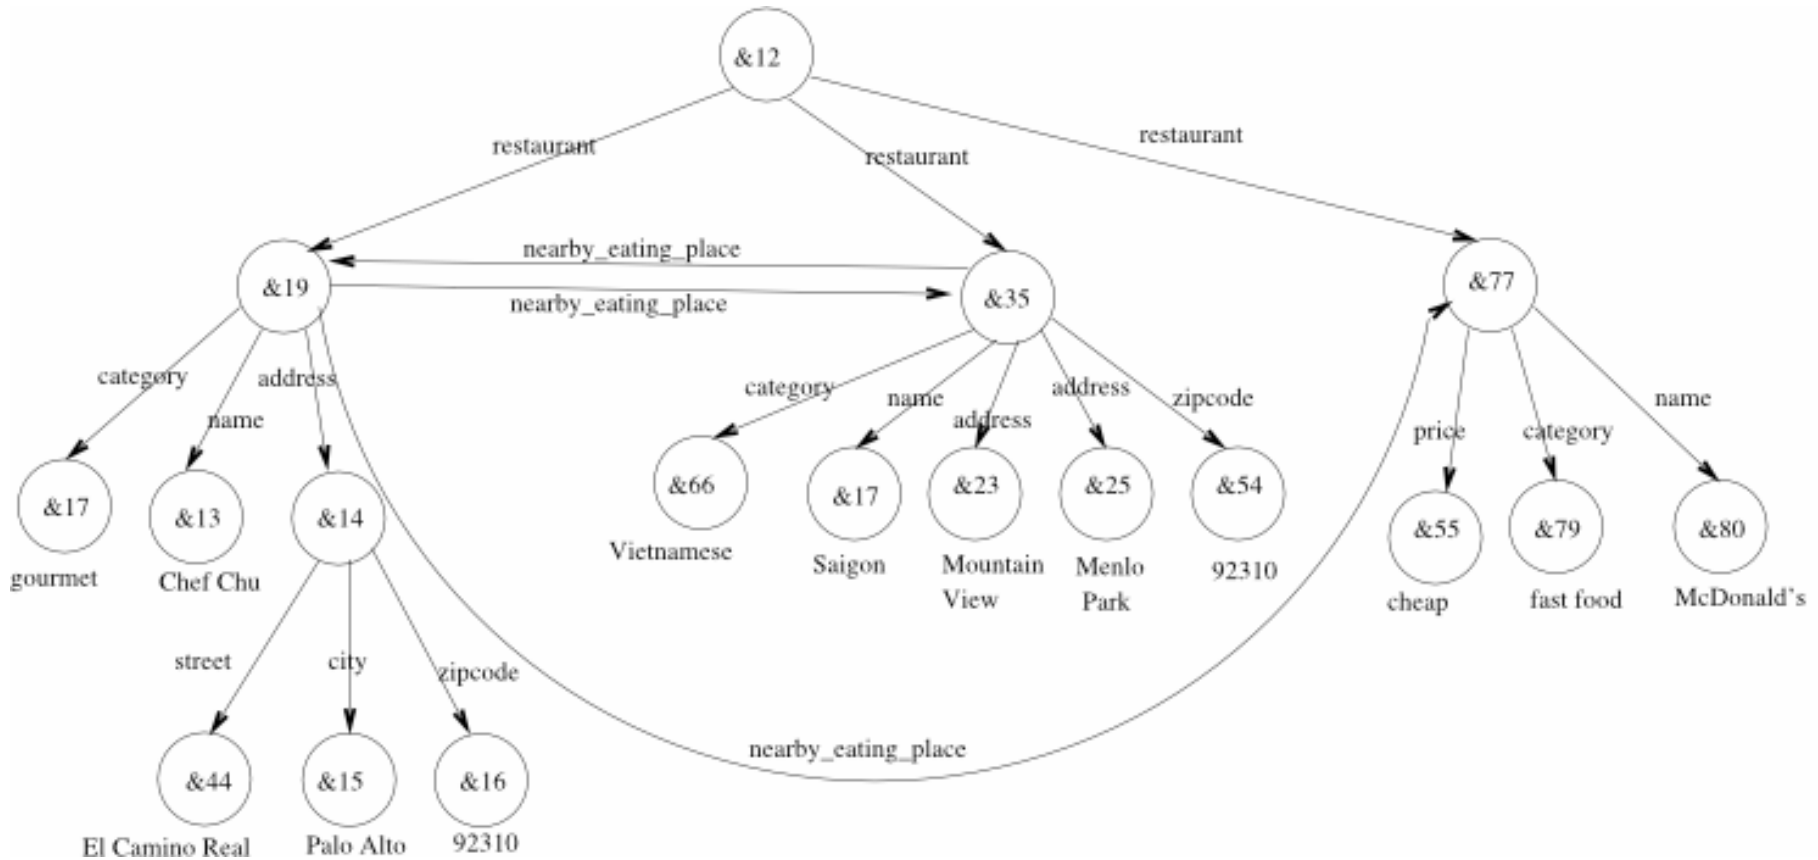 &12
restaurant
restaurant
restaurant
nearby_eating_place
&19
nearby_eating_place
&35
&77
category
name
address
category
name
address
address
zipcode
price
category
name
&17
&13
&14
&66
&17
&23
&25
&54
&55
&79
&80
gourmet
Chef Chu
Vietnamese
Saigon
Mountain
View
Menlo
Park
92310
cheap
fast food
McDonald's
street
city
zipcode
nearby_eating_place
&44
&15
&16
El Camino Real
Palo Alto
92310